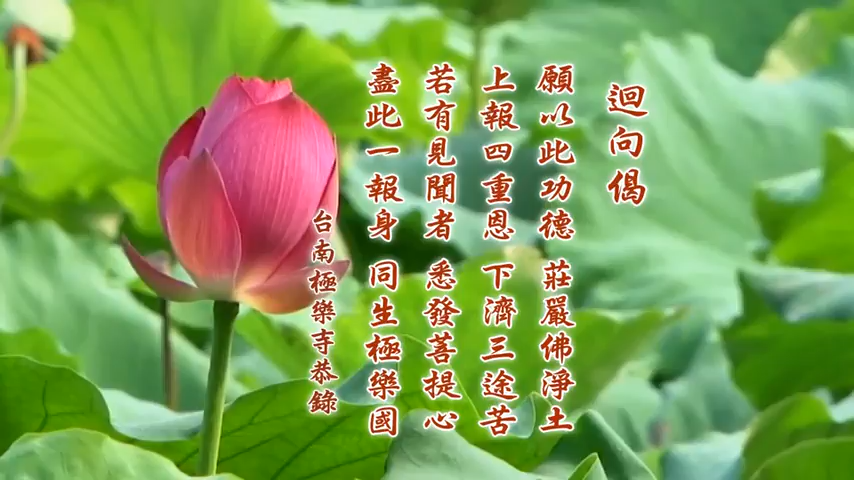 迴向偈
願以此功德 莊嚴佛淨土
上報四重恩 下濟三途苦
若有見聞者 悉發菩提心
盡此一報身 同生極樂國
台南極樂寺恭錄